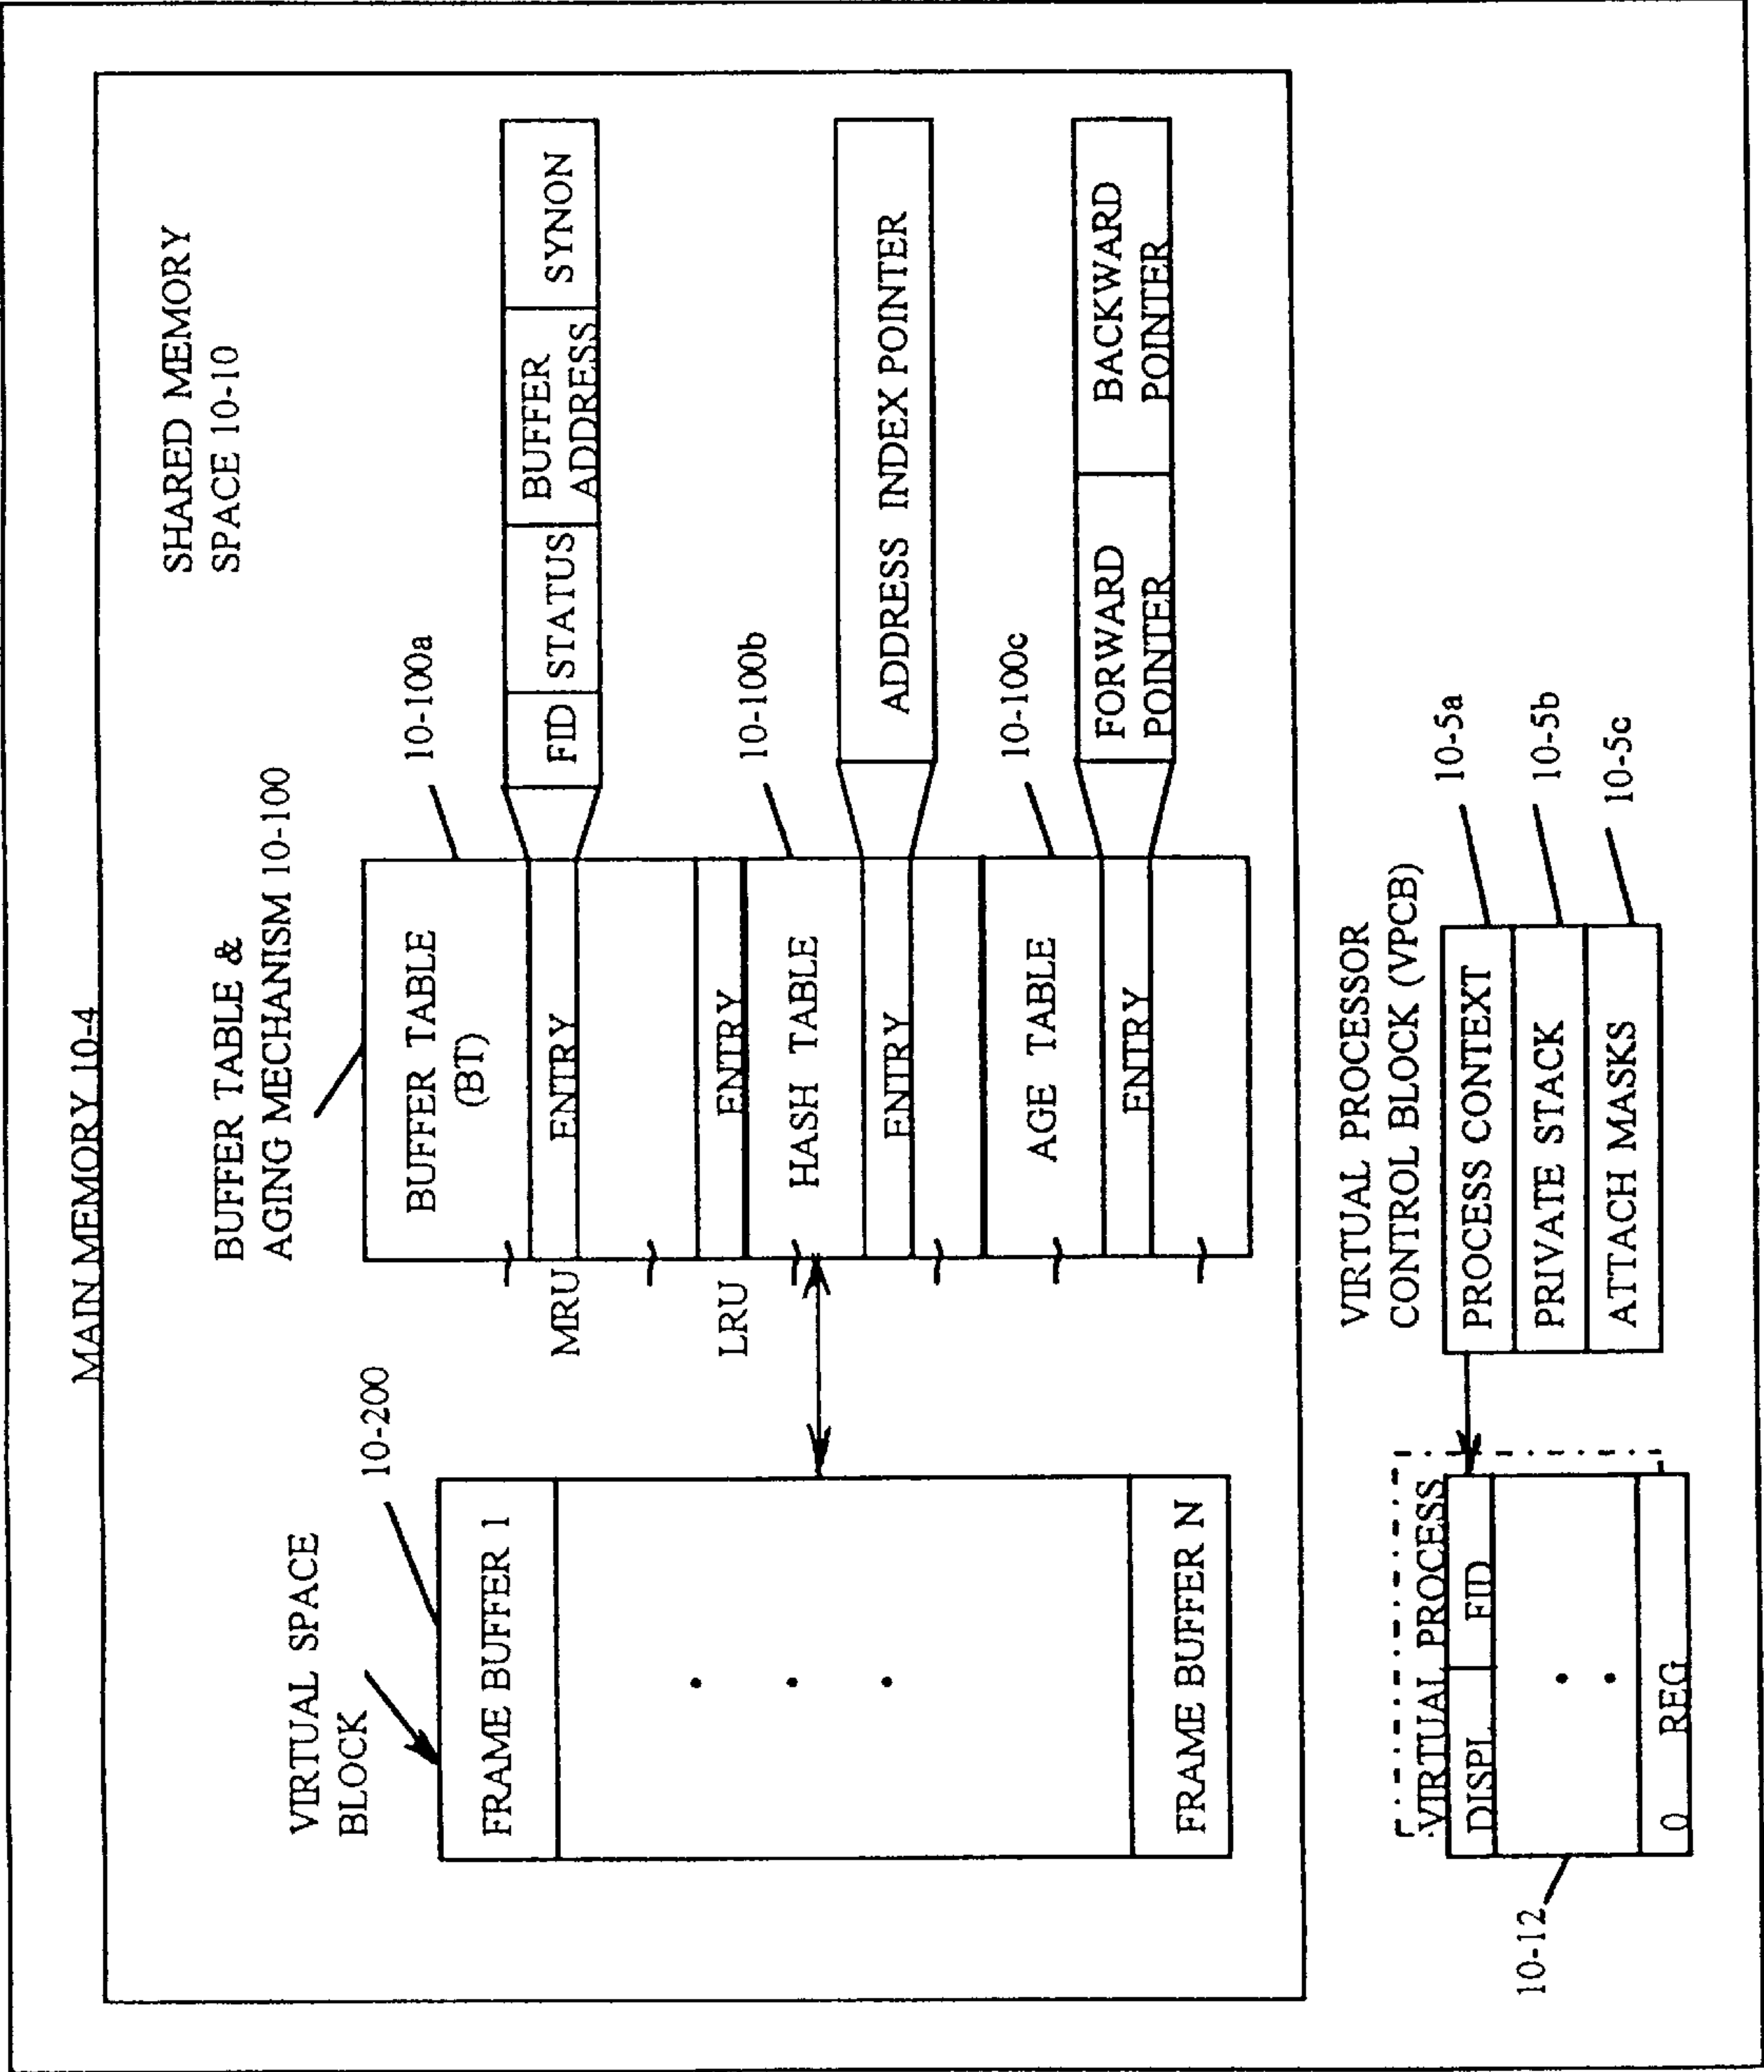 MAIN MEMORY 10-4
SHARED MEMORY
SPACE 10-10
BUFFER TABLE &
AGING MECHANISM 10-100
VIRTUAL SPACE
BLOCK
10-200
FRAME BUFFER 1
FRAME BUFFER N
MRU
LRU
BUFFER TABLE
(BT)
ENTRY
ENTRY
HASH TABLE
ENTRY
AGE TABLE
ENTRY
10-100a
FID
STATUS
BUFFER
ADDRESS
SYNON
10-100b
ADDRESS INDEX POINTER
10-100c
FORWARD
POINTER
BACKWARD
POINTER
VIRTUAL PROCESS
DISPL
FID
0 REG
10-12
VIRTUAL PROCESSOR
CONTROL BLOCK (VPCB)
PROCESS CONTEXT
PRIVATE STACK
ATTACH MASKS
10-5a
10-5b
10-5c